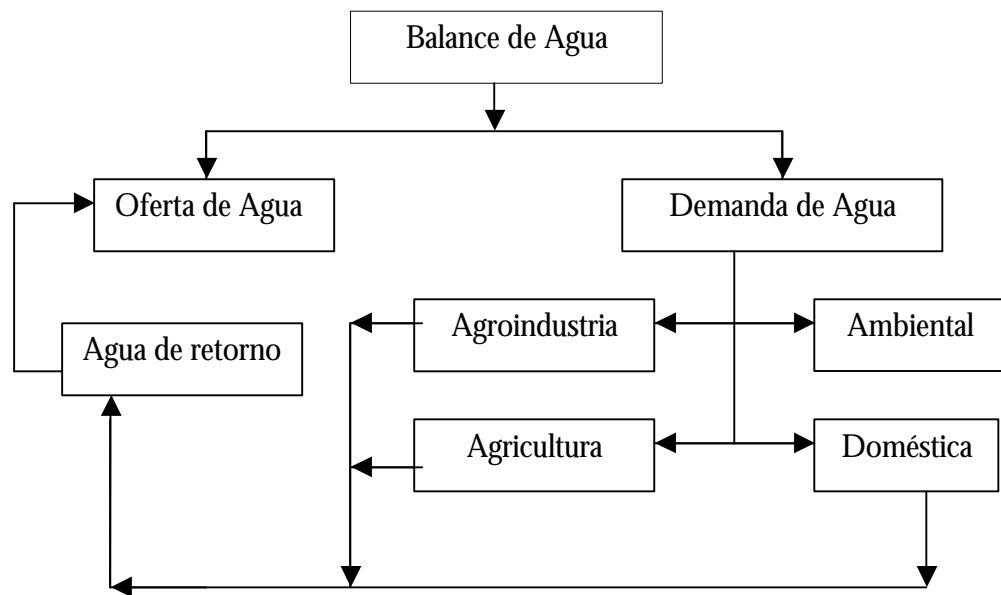 Balance de Agua
Oferta de Agua
Demanda de Agua
Agroindustria
Ambiental
Agua de retorno
Agricultura
Doméstica